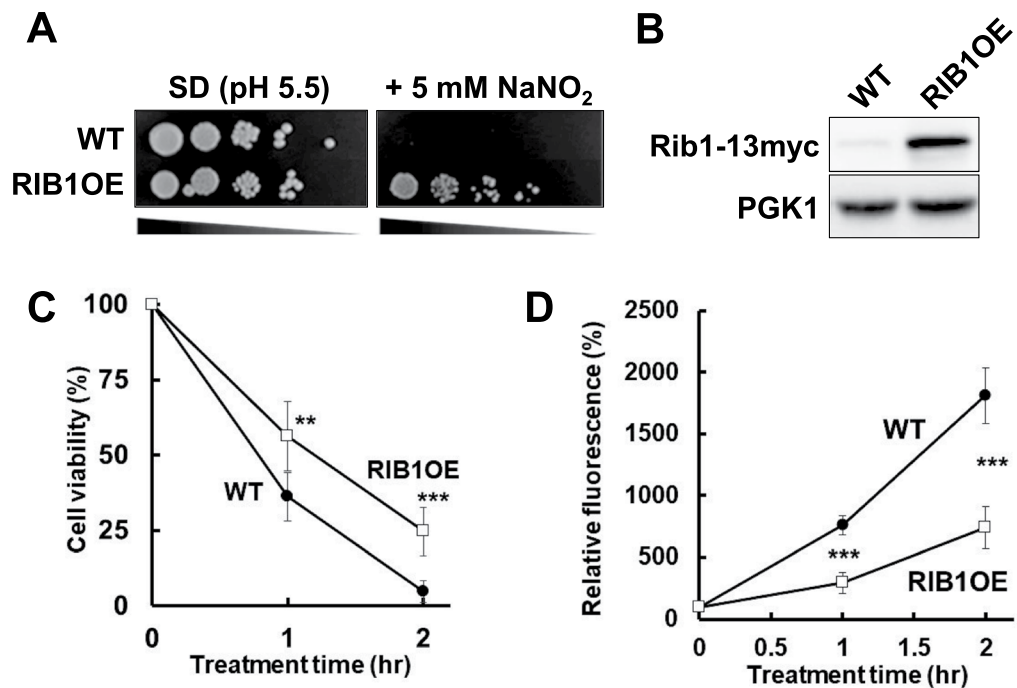 A
SD (pH 5.5)
+ 5 mM NaNO₂
WT
RIB1OE
B
WT
RIB1OE
Rib1-13myc
PGK1
C
Cell viability (%)
100
75
50
25
0
**
RIB1OE
***
WT
0
1
2
Treatment time (hr)
D
Relative fluorescence (%)
2500
2000
1500
1000
500
0
WT
***
***
RIB1OE
0
0.5
1
1.5
2
Treatment time (hr)